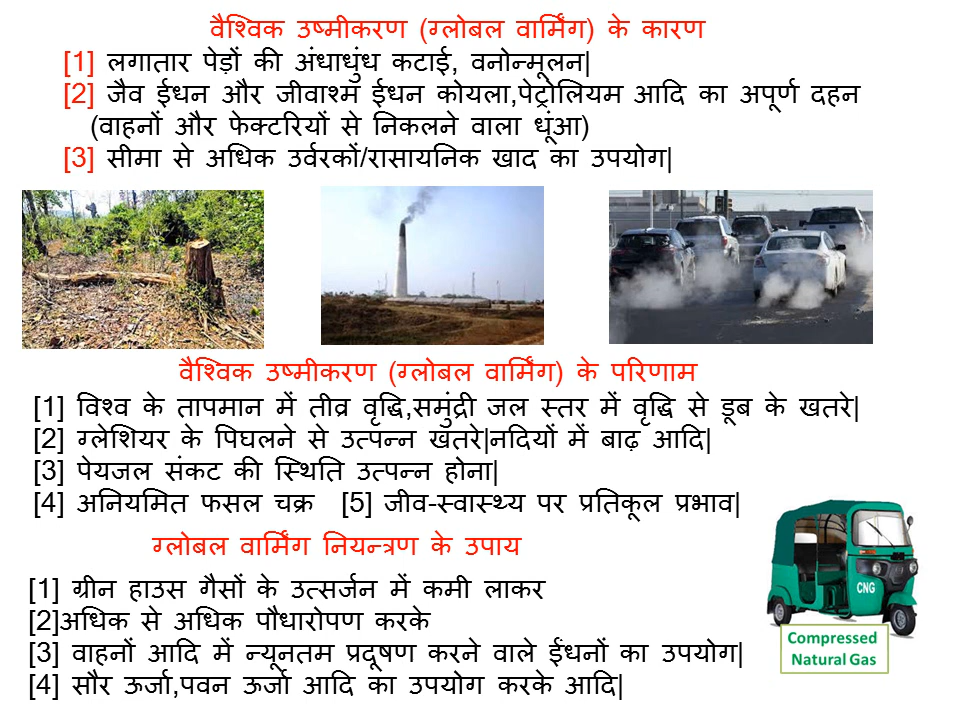 वैश्विक उष्मीकरण (ग्लोबल वार्मिंग) के कारण
[1] लगातार पेड़ों की अंधाधुंध कटाई, वनोन्मूलन|
[2] जैव ईधन और जीवाश्म ईधन कोयला,पेट्रोलियम आदि का अपूर्ण दहन
(वाहनों और फेक्टरियों से निकलने वाला धूंआ)
[3] सीमा से अधिक उर्वरकों/रासायनिक खाद का उपयोग|
वैश्विक उष्मीकरण (ग्लोबल वार्मिंग) के परिणाम
[1] विश्व के तापमान में तीव्र वृद्धि,समुंद्री जल स्तर में वृद्धि से डूब के खतरे|
[2] ग्लेशियर के पिघलने से उत्पन्न खतरे|नदियों में बाढ़ आदि|
[3] पेयजल संकट की स्थिति उत्पन्न होना|
[4] अनियमित फसल चक्र [5] जीव-स्वास्थ्य पर प्रतिकूल प्रभाव|
ग्लोबल वार्मिंग नियन्त्रण के उपाय
[1] ग्रीन हाउस गैसों के उत्सर्जन में कमी लाकर
[2]अधिक से अधिक पौधारोपण करके
[3] वाहनों आदि में न्यूनतम प्रदूषण करने वाले ईंधनों का उपयोग|
[4] सौर ऊर्जा,पवन ऊर्जा आदि का उपयोग करके आदि|
CNG
Compressed
Natural Gas